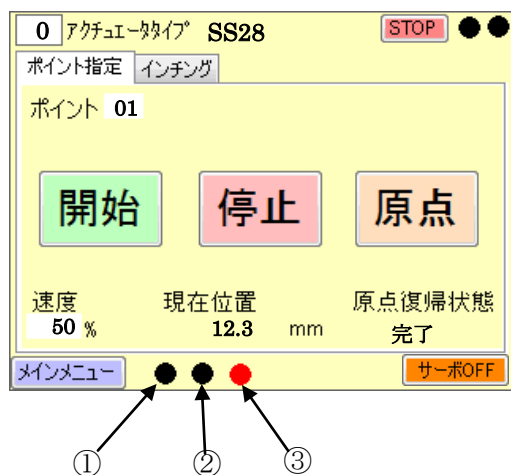 0 アクチュエータタイプ SS28 STOP
ポイント指定 インチング
ポイント 01
開始 停止 原点
速度 現在位置 原点復帰状態
50 % 12.3 mm 完了
メインメニュー サーボOFF
① ② ③